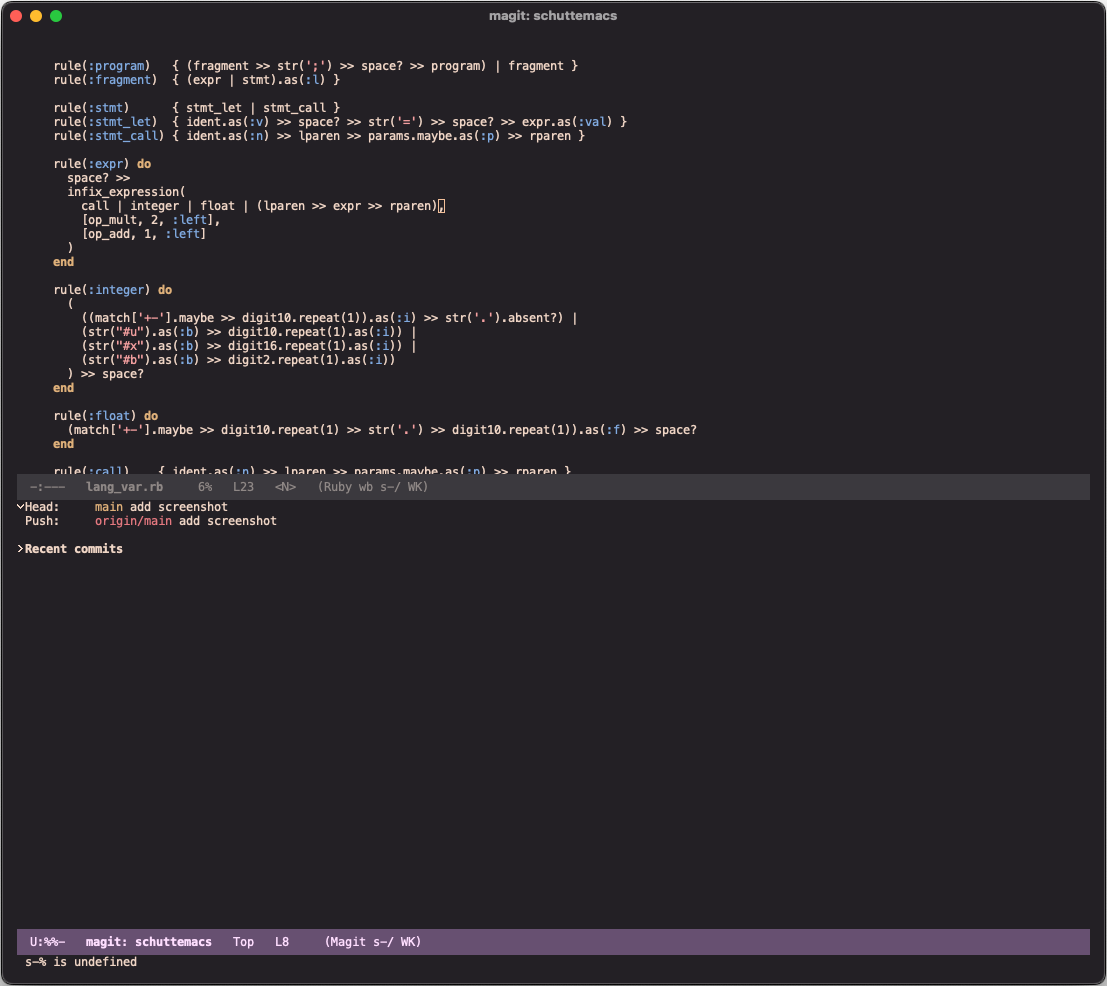 magit: schuttemacs
rule(:program)   { (fragment >> str(';') >> space? >> program) | fragment }
rule(:fragment)  { (expr | stmt).as(:l) }
rule(:stmt)      { stmt_let | stmt_call }
rule(:stmt_let)  { ident.as(:v) >> space? >> str('=') >> space? >> expr.as(:val) }
rule(:stmt_call) { ident.as(:n) >> lparen >> params.maybe.as(:p) >> rparen }
rule(:expr) do
space? >>
infix_expression(
call | integer | float | (lparen >> expr >> rparen),
[op_mult, 2, :left],
[op_add, 1, :left]
)
end
rule(:integer) do
(
((match['+-'].maybe >> digit10.repeat(1)).as(:i) >> str('.').absent?) |
(str("#u").as(:b) >> digit10.repeat(1).as(:i)) |
(str("#x").as(:b) >> digit16.repeat(1).as(:i)) |
(str("#b").as(:b) >> digit2.repeat(1).as(:i))
) >> space?
end
rule(:float) do
(match['+-'].maybe >> digit10.repeat(1) >> str('.') >> digit10.repeat(1)).as(:f) >> space?
end
rule(:call)    { ident.as(:n) >> lparen >> params.maybe.as(:p) >> rparen }
-:---   lang_var.rb     6%   L23   <N>   (Ruby wb s-/ WK)
Head:     main add screenshot
Push:     origin/main add screenshot
Recent commits
U:%%-   magit: schuttemacs   Top   L8     (Magit s-/ WK)
s-% is undefined